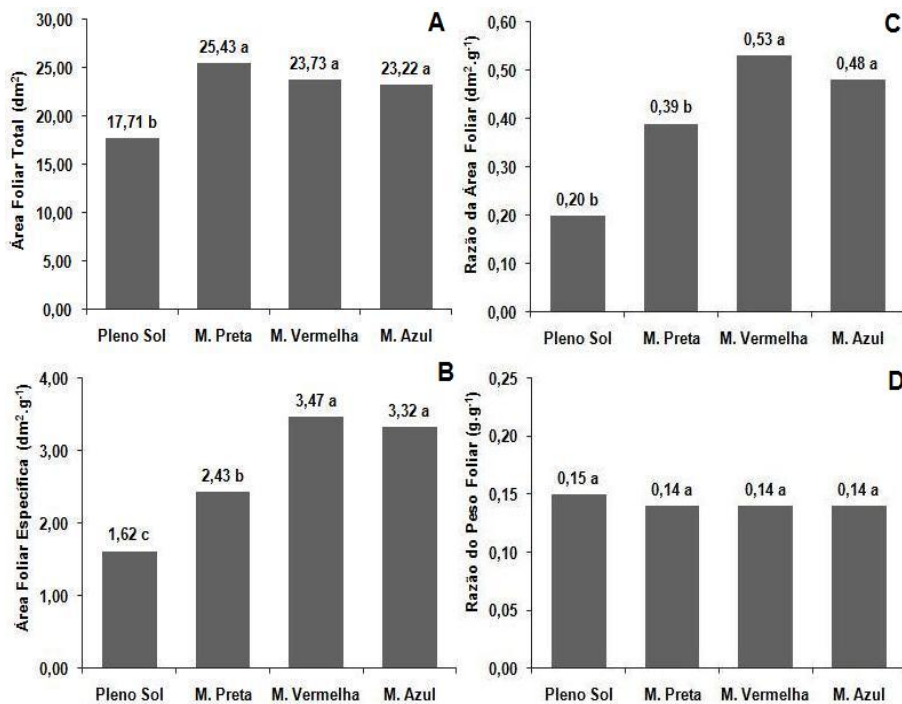 A
Área Foliar Total (dm²)
30,00
25,00
20,00
15,00
10,00
5,00
0,00
17,71 b
25,43 a
23,73 a
23,22 a
Pleno Sol M. Preta M. Vermelha M. Azul
C
Razão da Área Foliar (dm².g⁻¹)
0,60
0,50
0,40
0,30
0,20
0,10
0,00
0,20 b
0,39 b
0,53 a
0,48 a
Pleno Sol M. Preta M. Vermelha M. Azul
B
Área Foliar Específica (dm².g⁻¹)
4,00
3,00
2,00
1,00
0,00
1,62 c
2,43 b
3,47 a
3,32 a
Pleno Sol M. Preta M. Vermelha M. Azul
D
Razão do Peso Foliar (g.g⁻¹)
0,25
0,20
0,15
0,10
0,05
0,00
0,15 a
0,14 a
0,14 a
0,14 a
Pleno Sol M. Preta M. Vermelha M. Azul